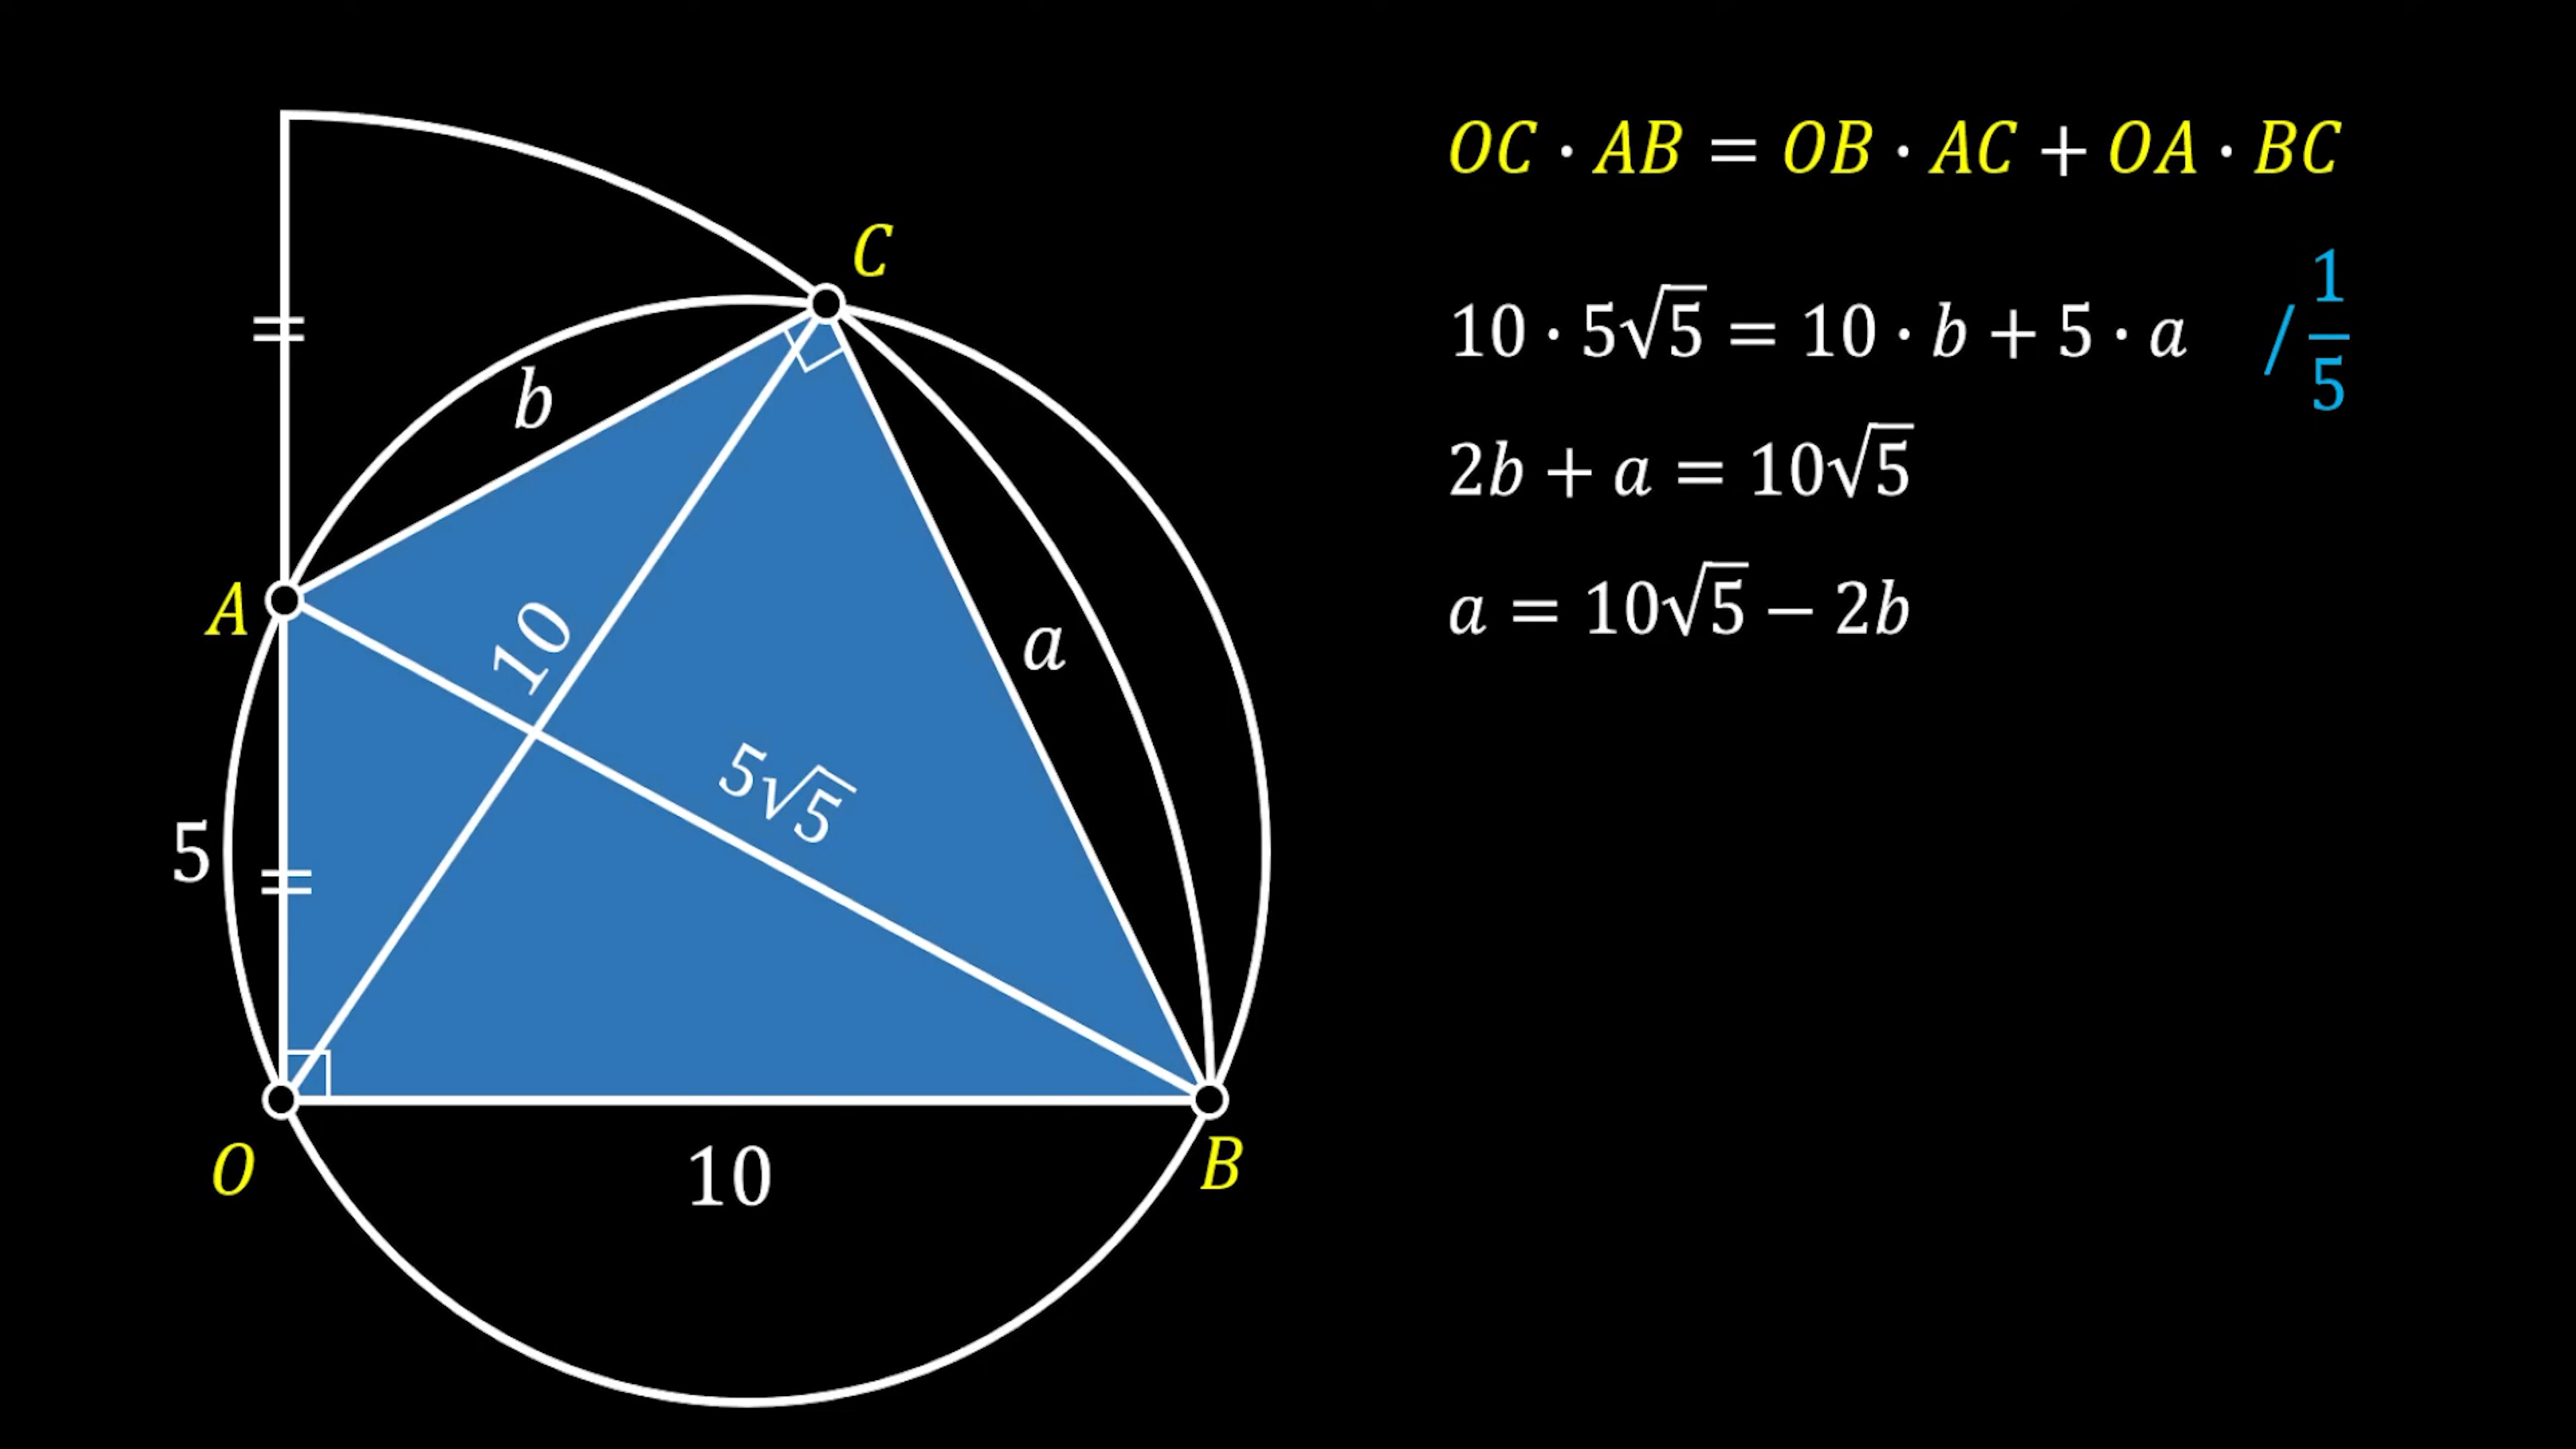 OC · AB = OB · AC + OA · BC
10 · 5√5 = 10 · b + 5 · a / 1/5
2b + a = 10√5
a = 10√5 − 2b
C
b
A
10
a
5√5
5
O
10
B